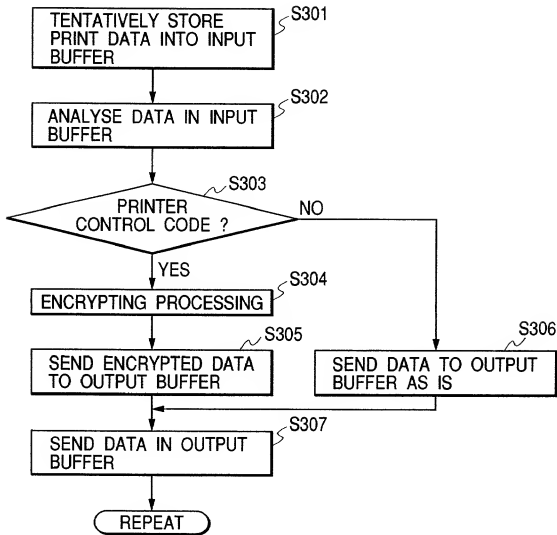 S301
TENTATIVELY STORE
PRINT DATA INTO INPUT
BUFFER
S302
ANALYSE DATA IN INPUT
BUFFER
S303
PRINTER
CONTROL CODE ?
NO
YES
S304
ENCRYPTING PROCESSING
S305
SEND ENCRYPTED DATA
TO OUTPUT BUFFER
S306
SEND DATA TO OUTPUT
BUFFER AS IS
S307
SEND DATA IN OUTPUT
BUFFER
REPEAT